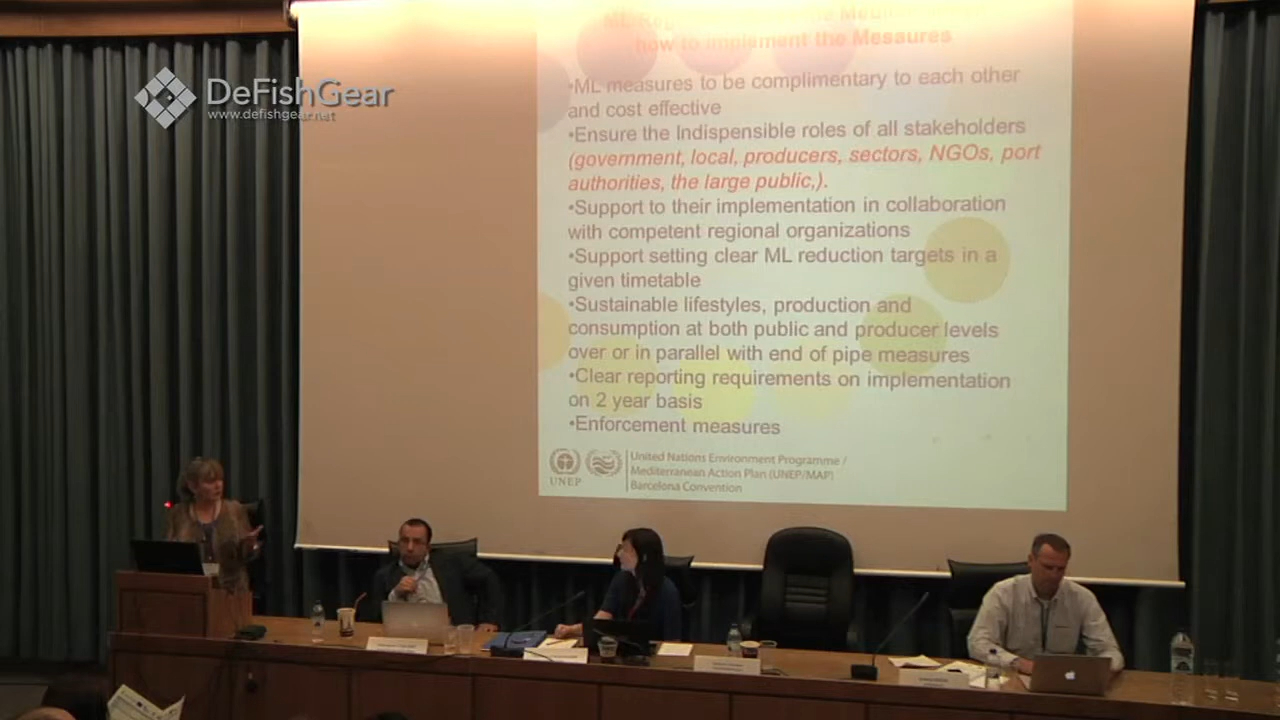 DeFishGear
www.defishgear.net
how to implement the Messures
•ML measures to be complimentary to each other
and cost effective
•Ensure the Indispensible roles of all stakeholders
(government, local, producers, sectors, NGOs, port
authorities, the large public,).
•Support to their implementation in collaboration
with competent regional organizations
•Support setting clear ML reduction targets in a
given timetable
•Sustainable lifestyles, production and
consumption at both public and producer levels
over or in parallel with end of pipe measures
•Clear reporting requirements on implementation
on 2 year basis
•Enforcement measures
UNEP
United Nations Environment Programme /
Mediterranean Action Plan (UNEP/MAP)
Barcelona Convention